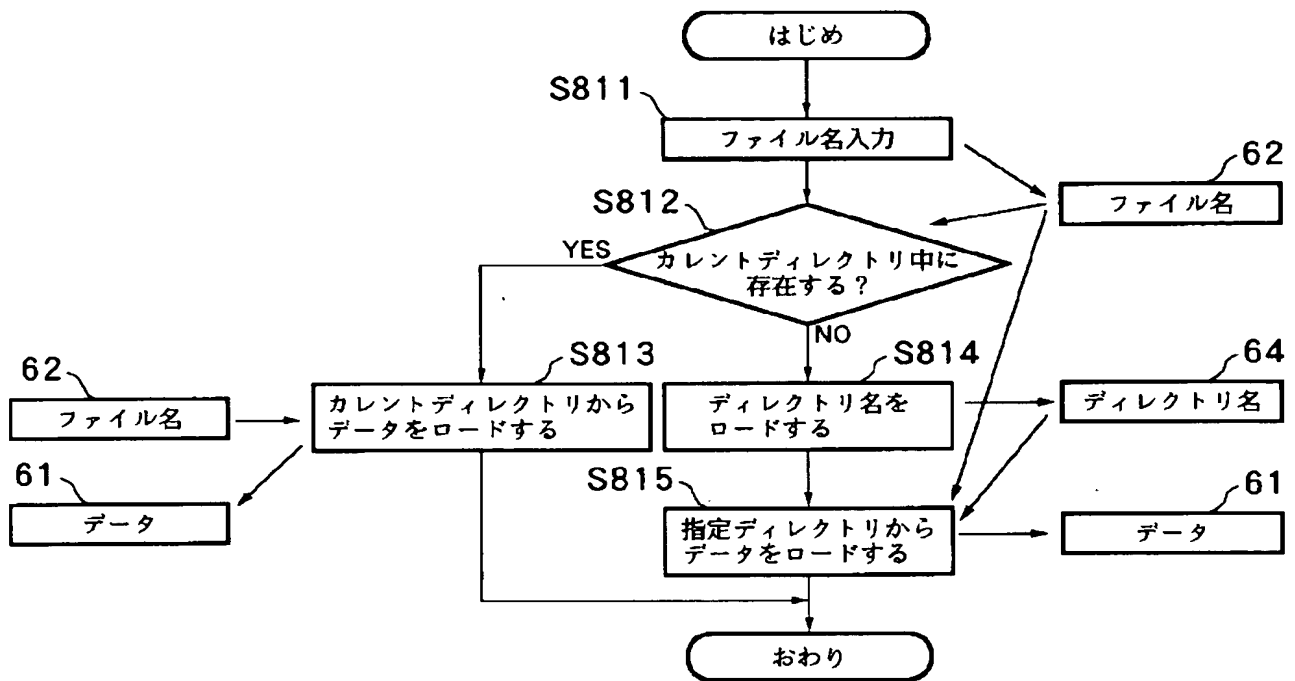 はじめ
S811
ファイル名入力
62
ファイル名
S812
YES
カレントディレクトリ中に
存在する?
NO
S813
S814
64
62
ファイル名
カレントディレクトリから
データをロードする
ディレクトリ名を
ロードする
ディレクトリ名
61
データ
S815
指定ディレクトリから
データをロードする
61
データ
おわり